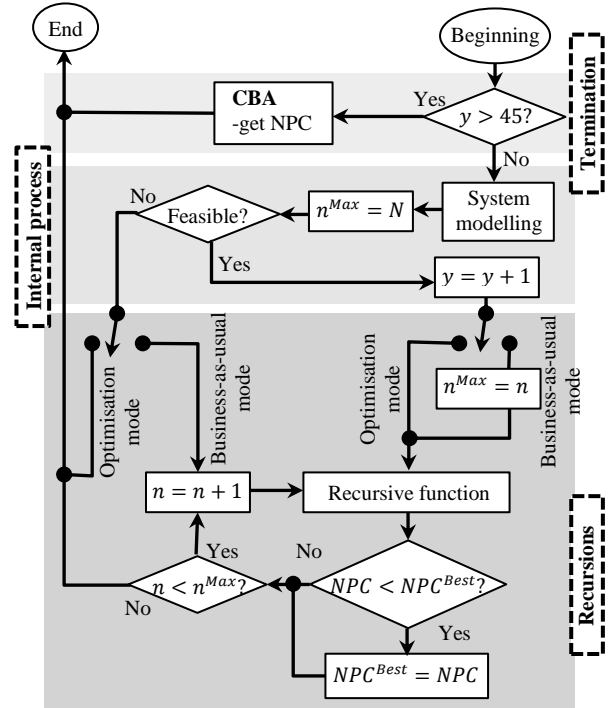 End
Beginning
CBA
-get NPC
Yes
y > 45?
Termination
No
System
modelling
n^Max = N
Feasible?
No
Yes
y = y + 1
Internal process
Optimisation
mode
Business-as-usual
mode
Optimisation
mode
n^Max = n
Business-as-usual
mode
n = n + 1
Recursive function
Yes
No
n < n^Max?
No
NPC < NPC^Best?
Yes
NPC^Best = NPC
Recursions